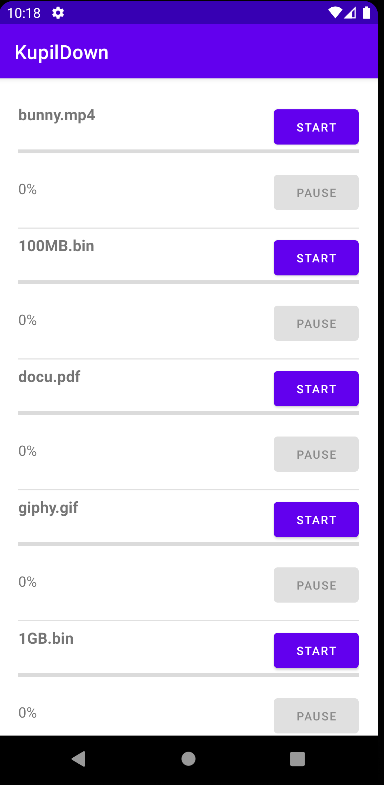 10:18
KupilDown
bunny.mp4
START
0%
PAUSE
100MB.bin
START
0%
PAUSE
docu.pdf
START
0%
PAUSE
giphy.gif
START
0%
PAUSE
1GB.bin
START
0%
PAUSE